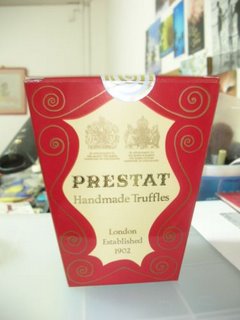 PRESTAT
Handmade Truffles
London
Established
1902